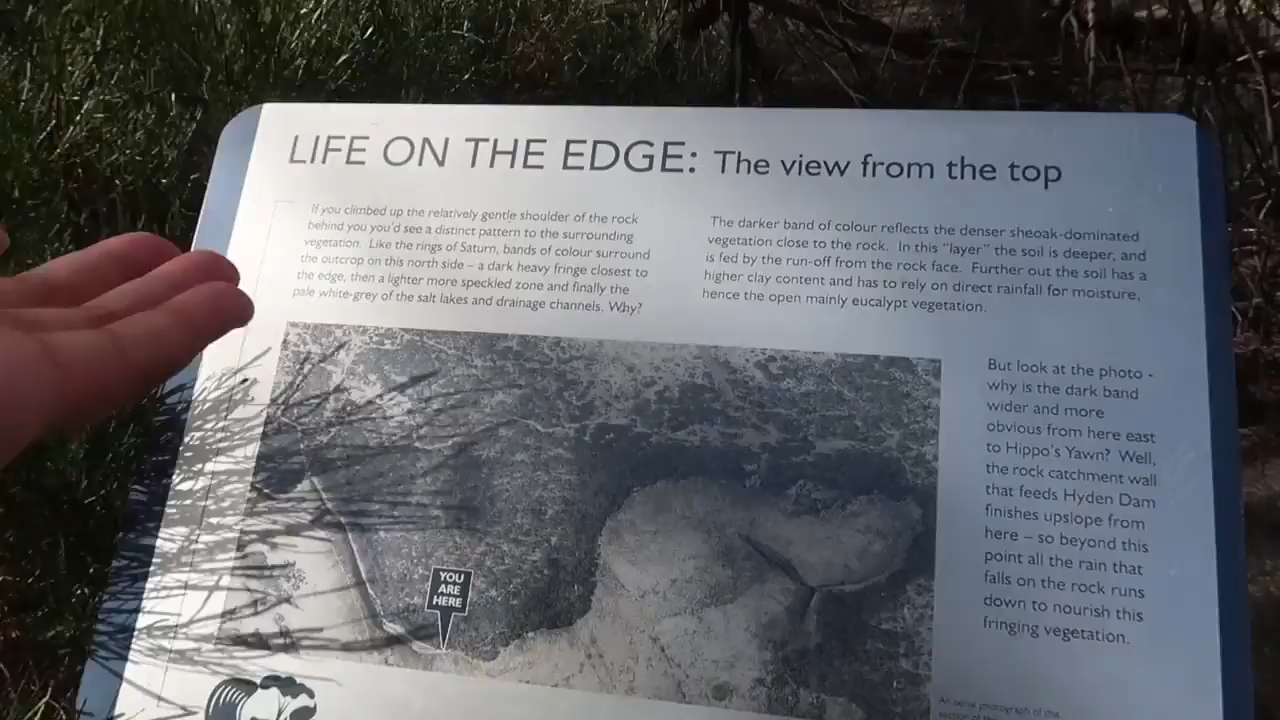 LIFE ON THE EDGE: The view from the top
If you climbed up the relatively gentle shoulder of the rock
behind you you'd see a distinct pattern to the surrounding
vegetation. Like the rings of Saturn, bands of colour surround
the outcrop on this north side – a dark heavy fringe closest to
the edge, then a lighter more speckled zone and finally the
pale white-grey of the salt lakes and drainage channels. Why?
The darker band of colour reflects the denser sheoak-dominated
vegetation close to the rock. In this "layer" the soil is deeper, and
is fed by the run-off from the rock face. Further out the soil has a
higher clay content and has to rely on direct rainfall for moisture,
hence the open mainly eucalypt vegetation.
But look at the photo -
why is the dark band
wider and more
obvious from here east
to Hippo's Yawn? Well,
the rock catchment wall
that feeds Hyden Dam
finishes upslope from
here – so beyond this
point all the rain that
falls on the rock runs
down to nourish this
fringing vegetation.
YOU
ARE
HERE
An aerial photograph of this
section of the